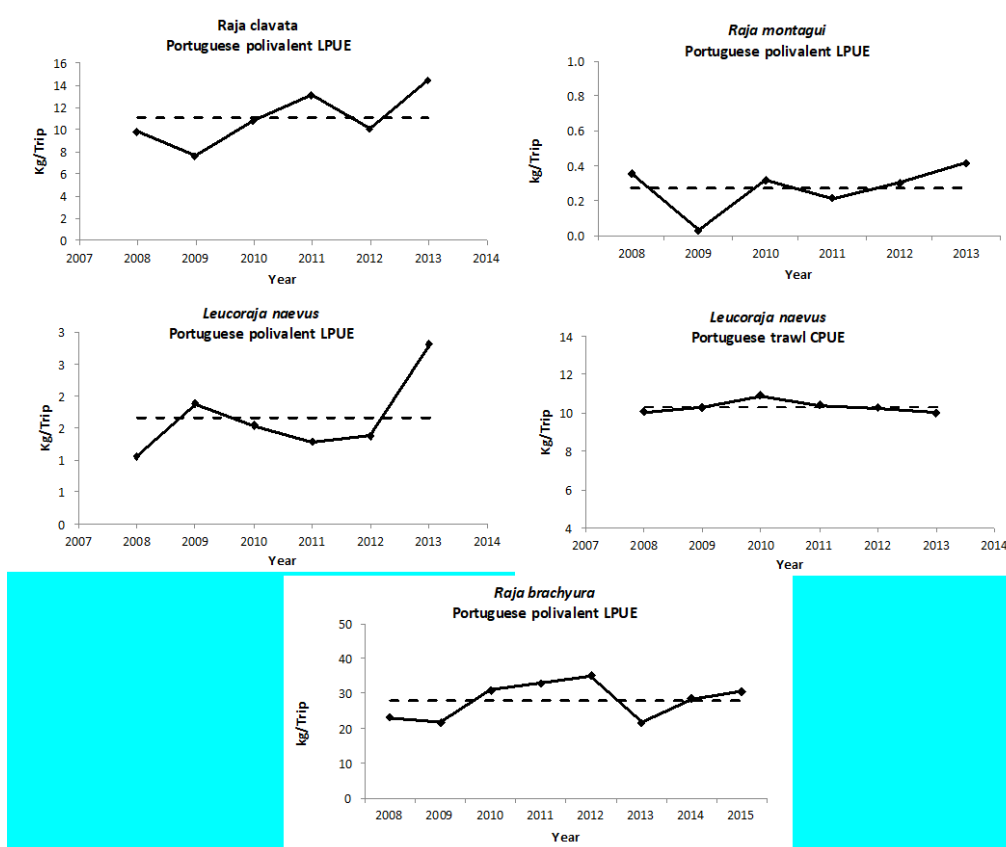 Raja clavata
Portuguese polivalent LPUE
16
14
12
10
8
6
4
2
0
Kg/Trip
2007 2008 2009 2010 2011 2012 2013 2014
Year
Raja montagui
Portuguese polivalent LPUE
1.0
0.8
0.6
0.4
0.2
0.0
kg/Trip
2008 2009 2010 2011 2012 2013
Year
Leucoraja naevus
Portuguese polivalent LPUE
3
3
2
2
1
1
0
Kg/Trip
2007 2008 2009 2010 2011 2012 2013 2014
Year
Leucoraja naevus
Portuguese trawl CPUE
14
12
10
8
6
4
Kg/Trip
2007 2008 2009 2010 2011 2012 2013 2014
Year
Raja brachyura
Portuguese polivalent LPUE
50
40
30
20
10
0
kg/Trip
2008 2009 2010 2011 2012 2013 2014 2015
Year